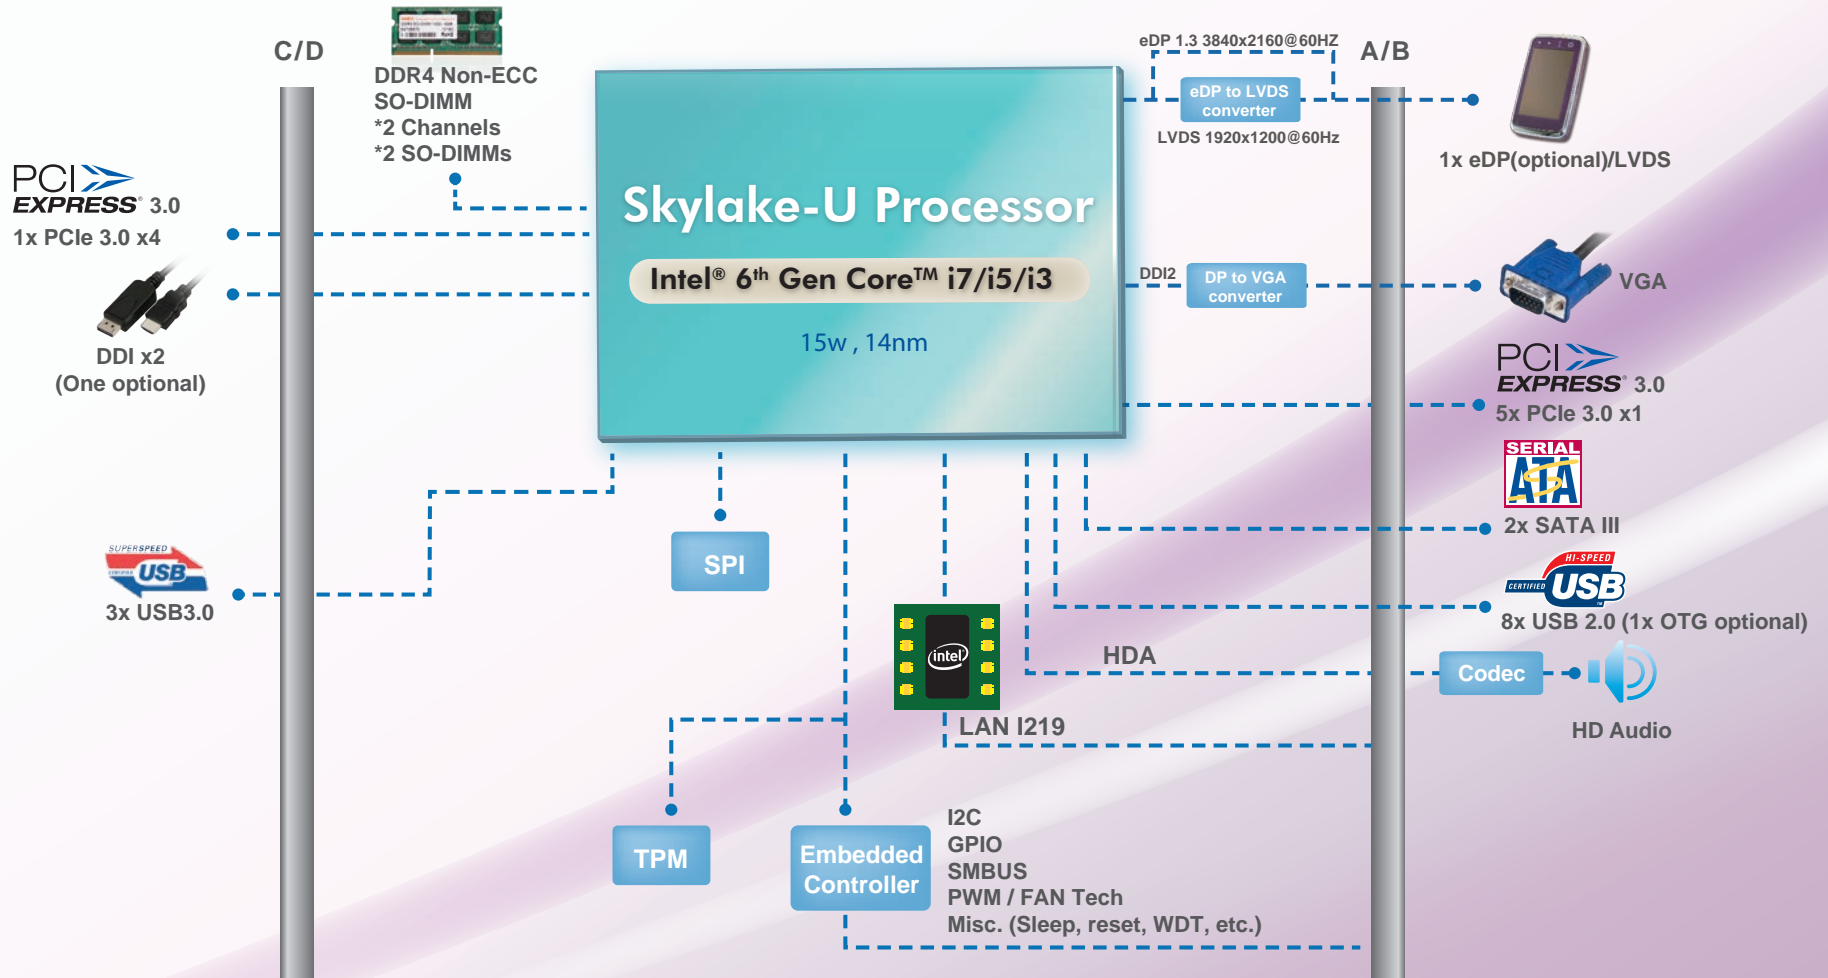 C/D
DDR4 Non-ECC
SO-DIMM
*2 Channels
*2 SO-DIMMs
PCI
EXPRESS® 3.0
1x PCIe 3.0 x4
DDI x2
(One optional)
SUPERSPEED
CERTIFIED USB
3x USB3.0
Skylake-U Processor
Intel® 6th Gen Core™ i7/i5/i3
15w , 14nm
SPI
intel
LAN I219
TPM
Embedded
Controller
I2C
GPIO
SMBUS
PWM / FAN Tech
Misc. (Sleep, reset, WDT, etc.)
HDA
eDP 1.3 3840x2160@60HZ
eDP to LVDS
converter
LVDS 1920x1200@60Hz
A/B
1x eDP(optional)/LVDS
DDI2
DP to VGA
converter
VGA
PCI
EXPRESS® 3.0
5x PCIe 3.0 x1
SERIAL
ATA
2x SATA III
HI-SPEED
CERTIFIED USB
8x USB 2.0 (1x OTG optional)
Codec
HD Audio